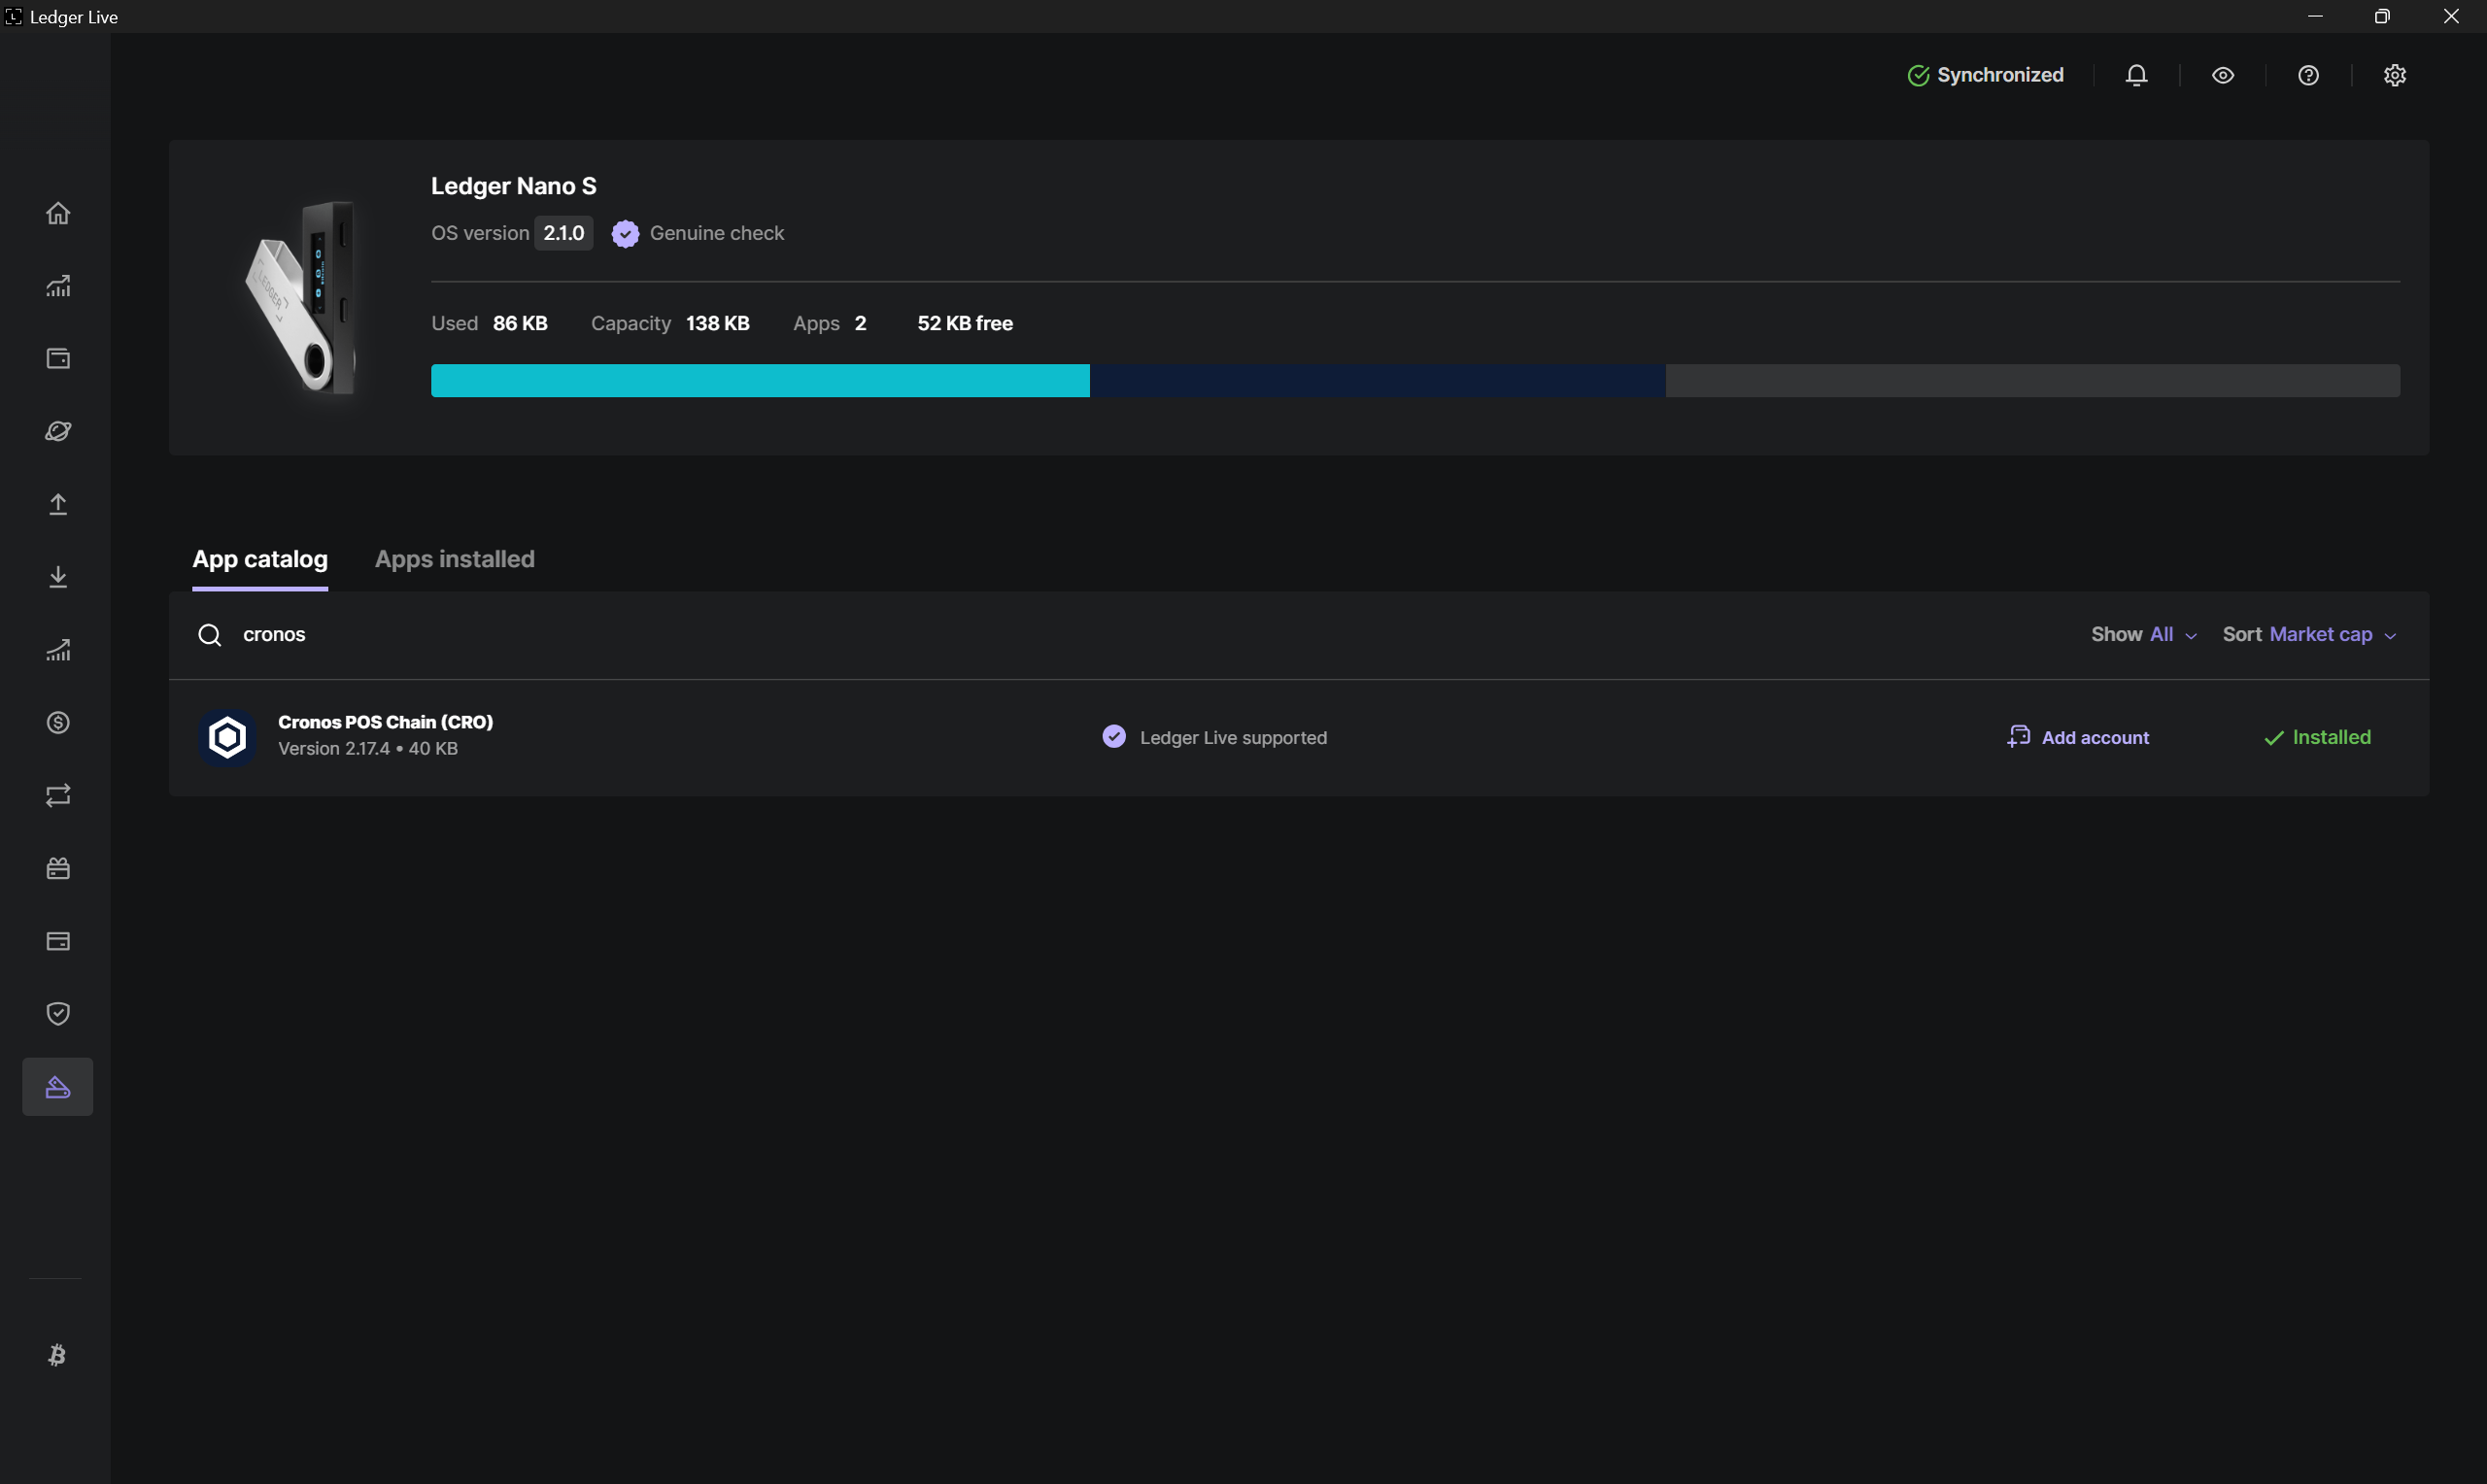 Ledger Live
Synchronized
Ledger Nano S
OS version 2.1.0 Genuine check
Used 86 KB Capacity 138 KB Apps 2 52 KB free
LEDGER
App catalog Apps installed
cronos Show All Sort Market cap
Cronos POS Chain (CRO)
Version 2.17.4 • 40 KB
Ledger Live supported
Add account
Installed